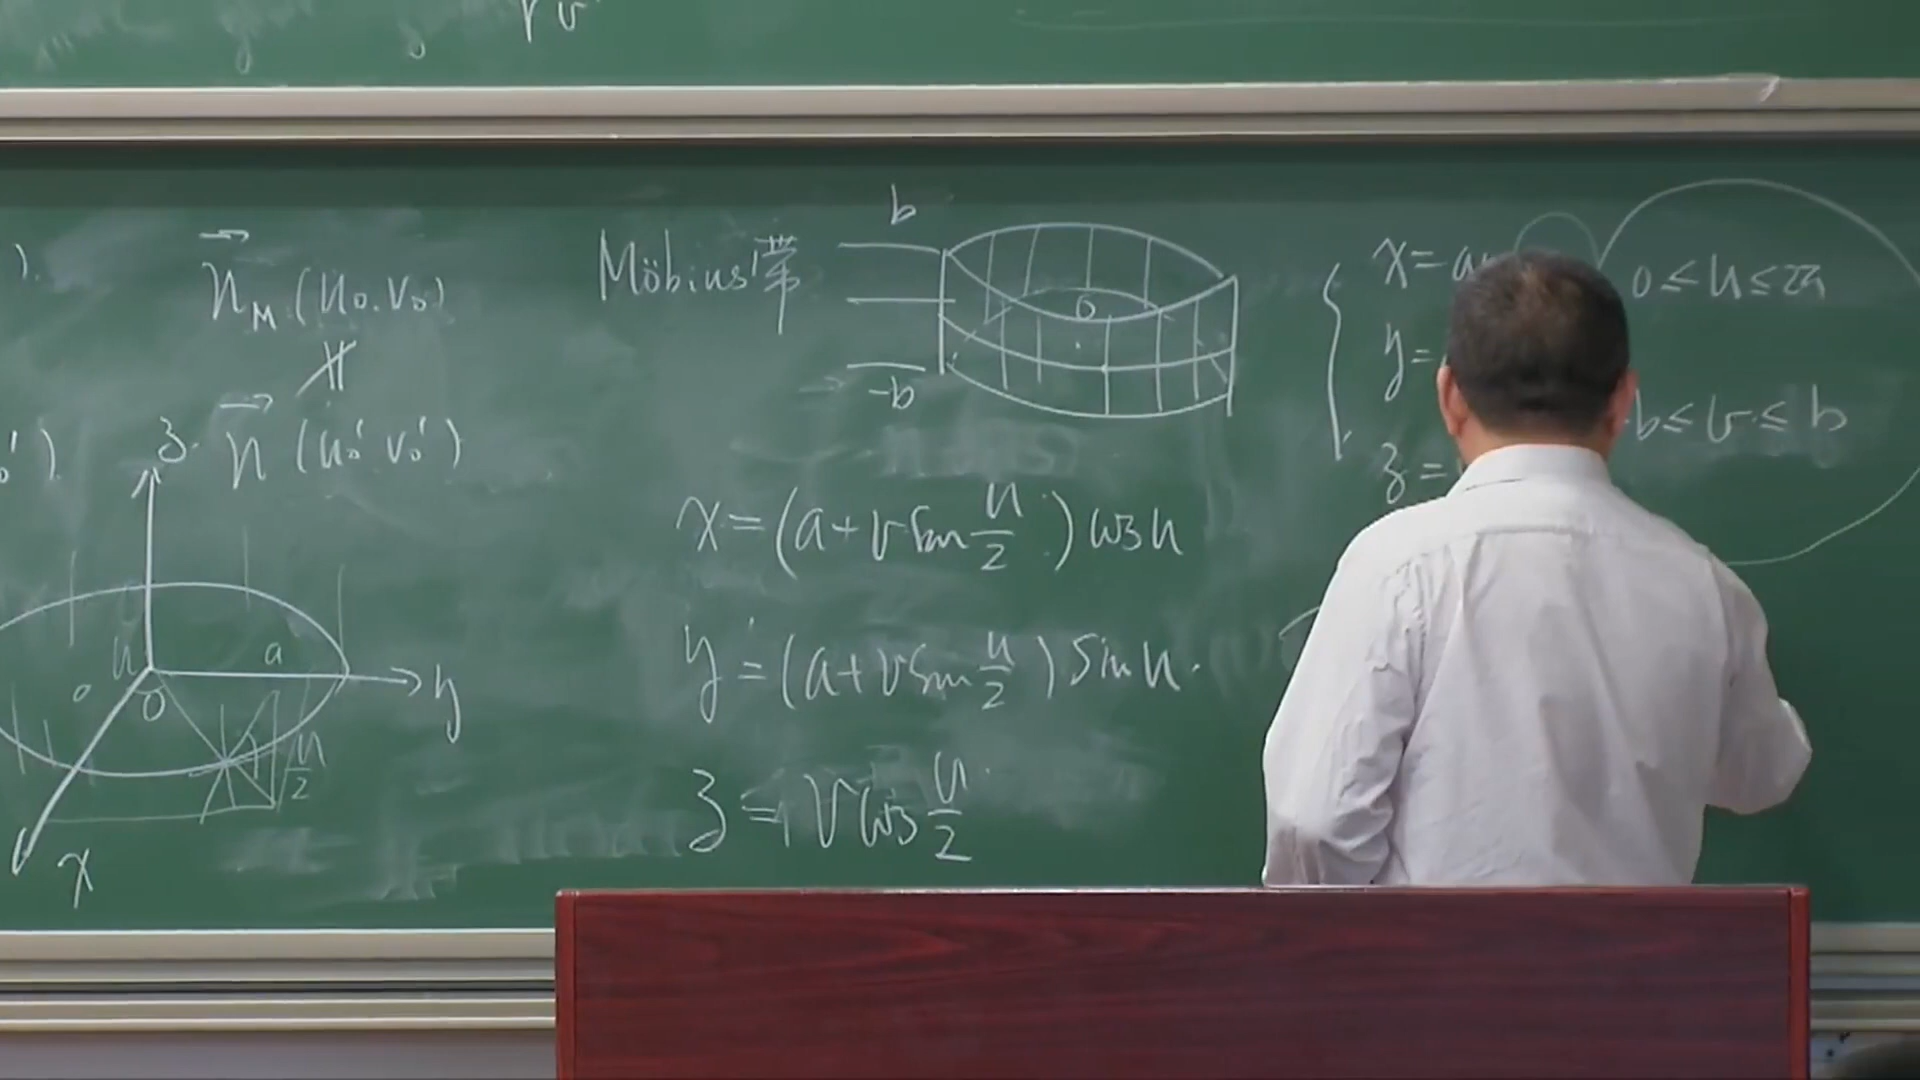 n⃗_M (u₀.v₀)
∦
n⃗ (u₀′ v₀′)
z
a
y
O
u/2
x
Möbius带
b
-b
O
x = (a + v sin u/2) cos u
y = (a + v sin u/2) sin u.
z = v cos u/2
x = a
y =
z =
0 ≤ u ≤ 2π
b ≤ v ≤ b